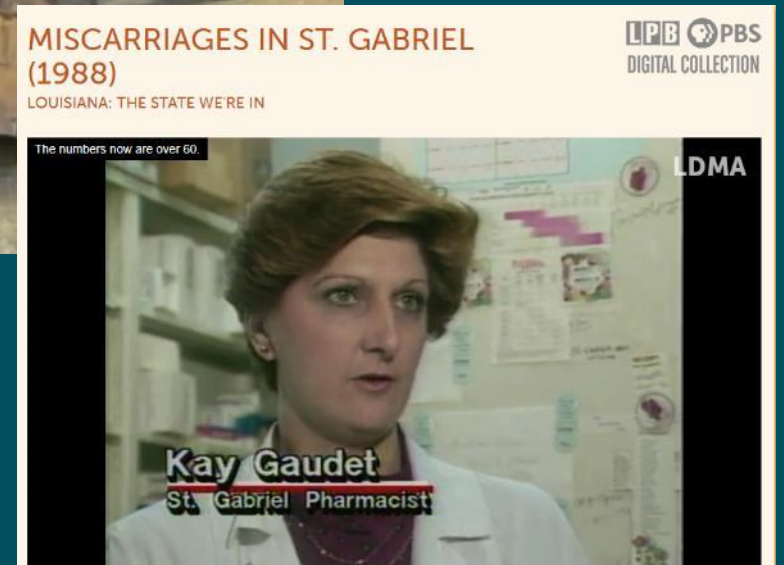 MISCARRIAGES IN ST. GABRIEL
(1988)
LOUISIANA: THE STATE WE'RE IN
LPB PBS
DIGITAL COLLECTION
The numbers now are over 60.
LDMA
Kay Gaudet
St. Gabriel Pharmacist